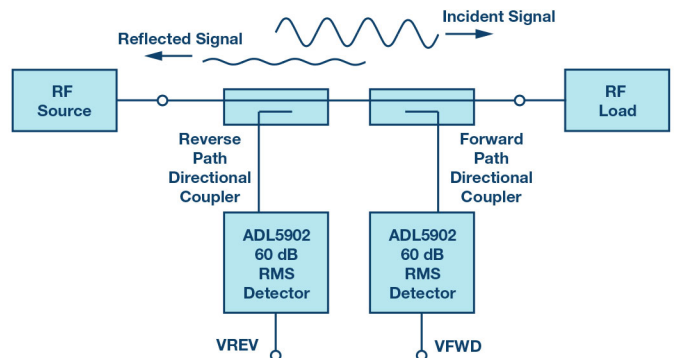 Incident Signal
Reflected Signal
RF
Source
RF
Load
Reverse
Path
Directional
Coupler
Forward
Path
Directional
Coupler
ADL5902
60 dB
RMS
Detector
ADL5902
60 dB
RMS
Detector
VREV
VFWD